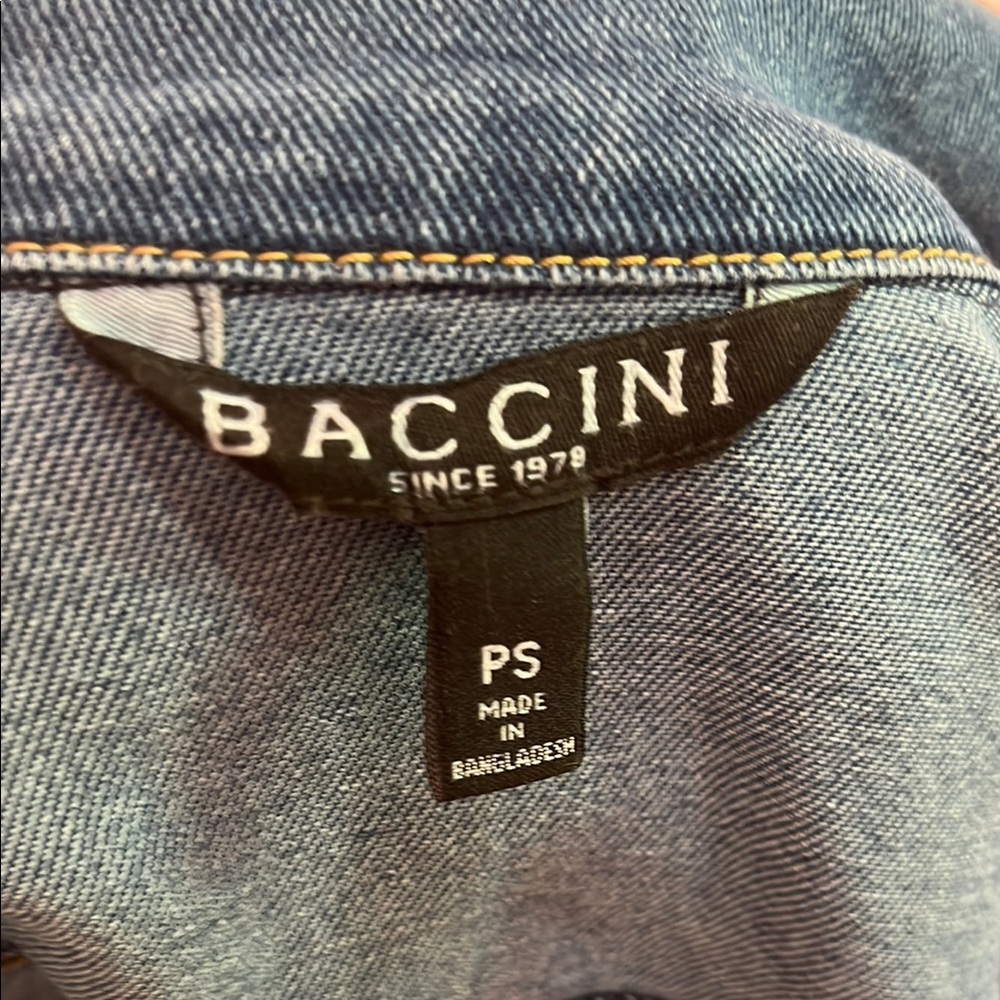 BACCINI
SINCE 1978
PS
MADE
IN
BANGLADESH